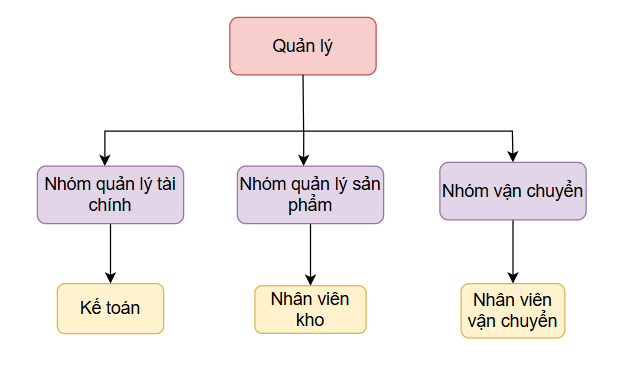 Quản lý
Nhóm quản lý tài
chính
Nhóm quản lý sản
phẩm
Nhóm vận chuyển
Kế toán
Nhân viên
kho
Nhân viên
vận chuyển